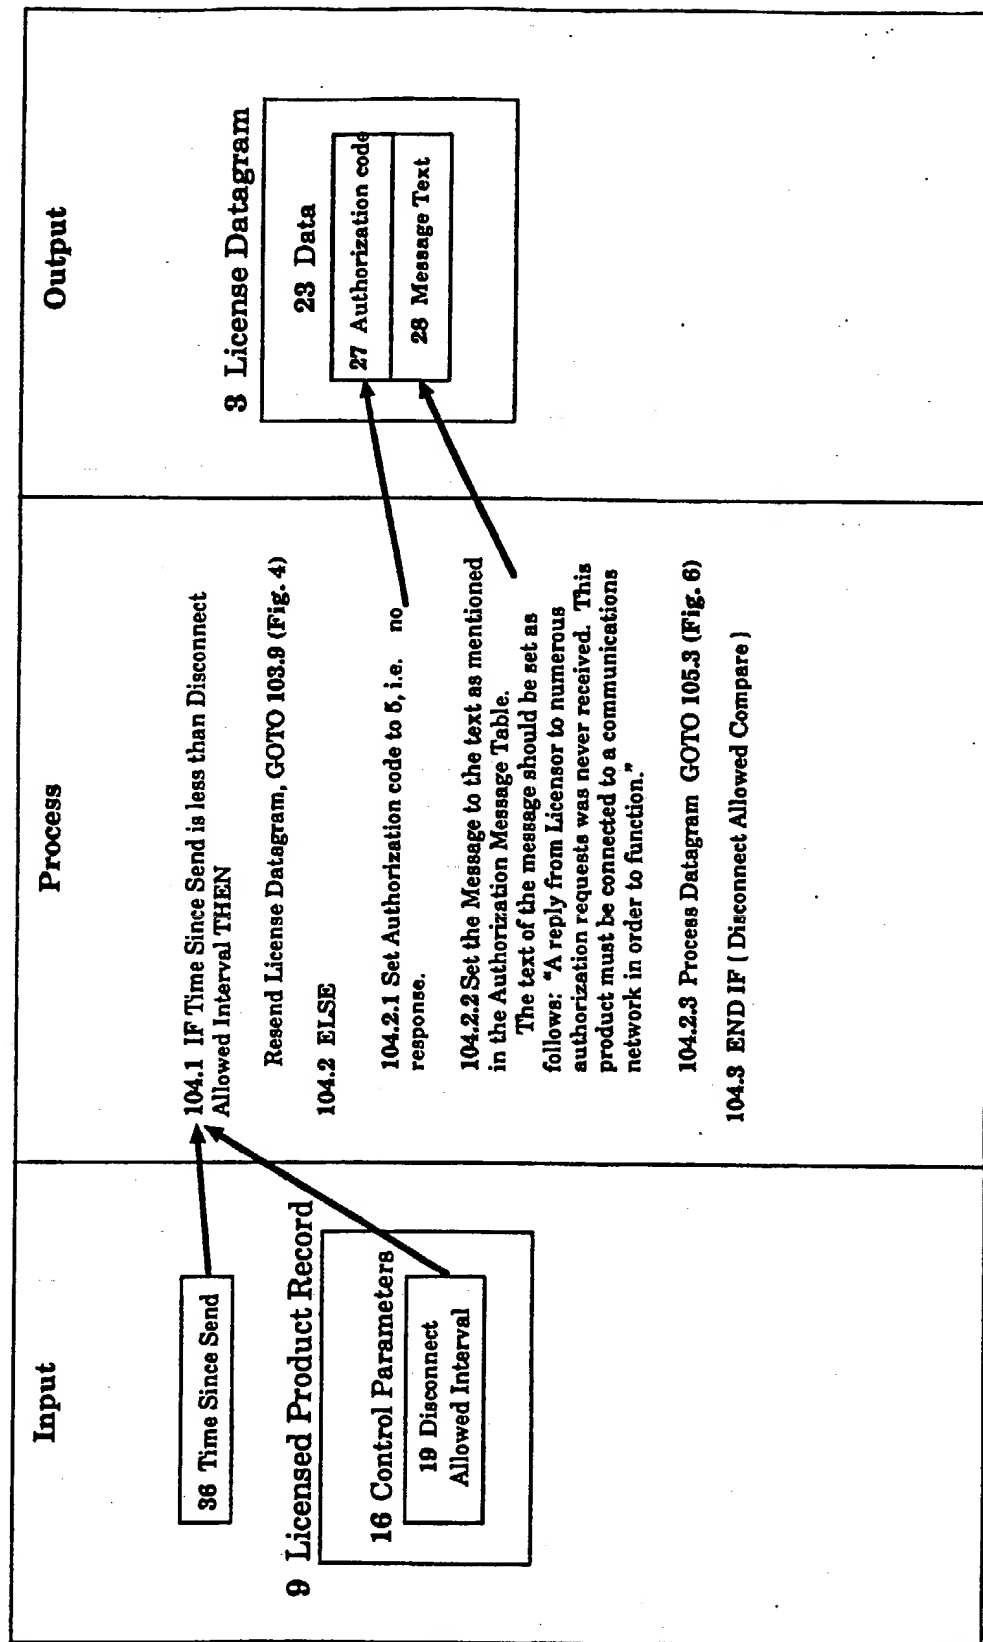 Input
36 Time Since Send
9 Licensed Product Record
16 Control Parameters
19 Disconnect
Allowed Interval
Process
104.1 IF Time Since Send is less than Disconnect
Allowed Interval THEN
Resend License Datagram, GOTO 103.9 (Fig. 4)
104.2 ELSE
104.2.1 Set Authorization code to 5, i.e. no
response.
104.2.2 Set the Message to the text as mentioned
in the Authorization Message Table.
The text of the message should be set as
follows: "A reply from Licensor to numerous
authorization requests was never received. This
product must be connected to a communications
network in order to function."
104.2.3 Process Datagram GOTO 105.3 (Fig. 6)
104.3 END IF { Disconnect Allowed Compare }
Output
3 License Datagram
23 Data
27 Authorization code
28 Message Text